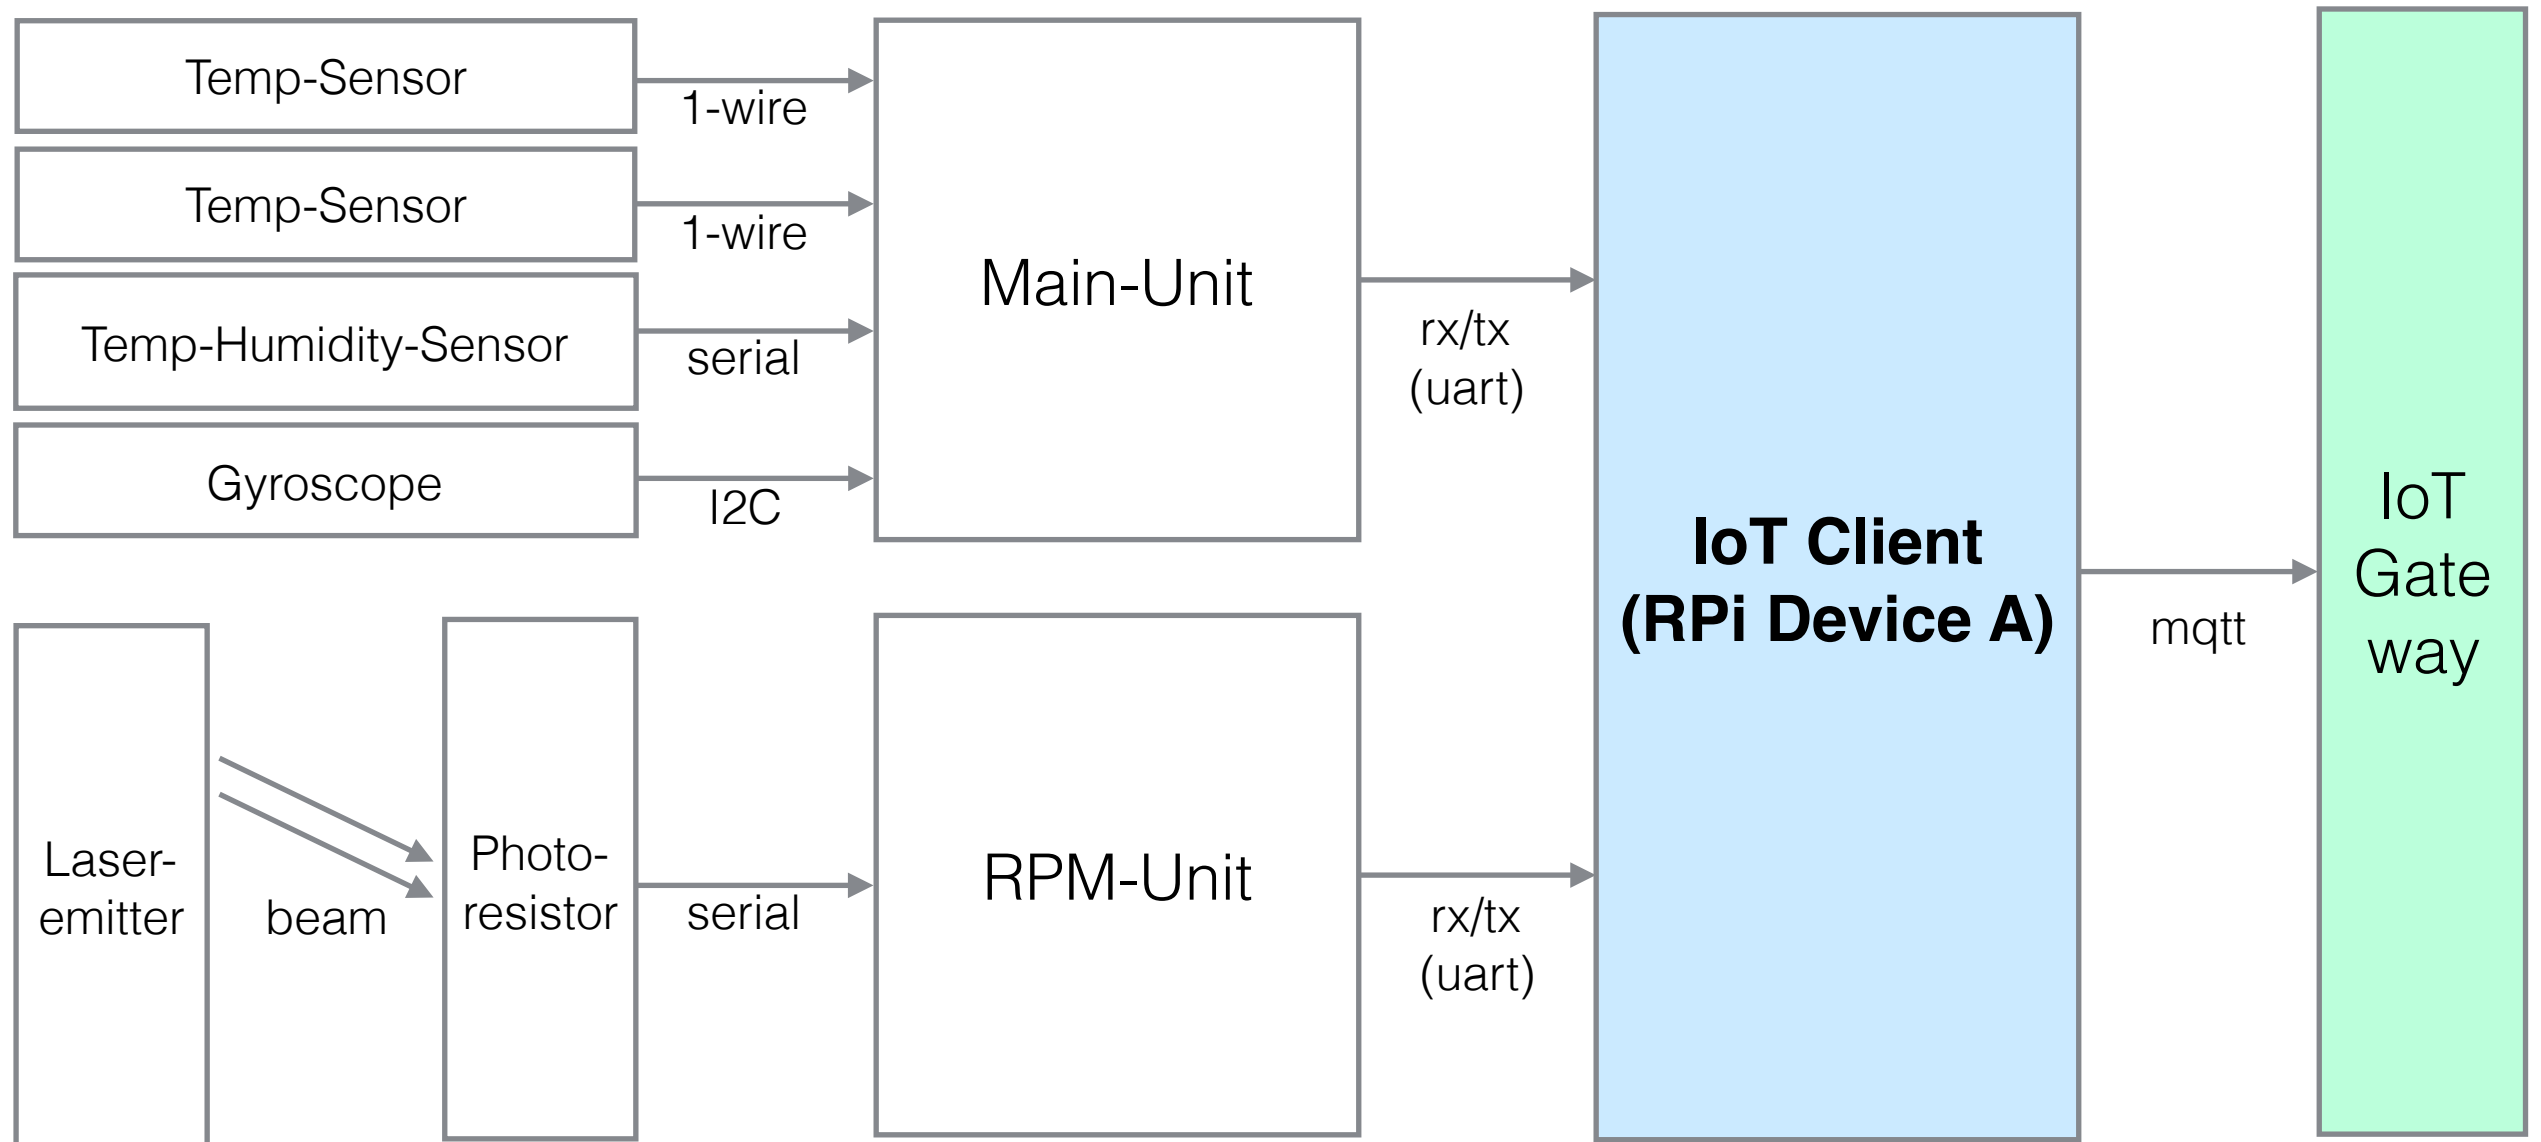 Temp-Sensor
1-wire
Temp-Sensor
1-wire
Temp-Humidity-Sensor
serial
Gyroscope
I2C
Main-Unit
rx/tx
(uart)
Laser-
emitter
beam
Photo-
resistor
serial
RPM-Unit
rx/tx
(uart)
IoT Client
(RPi Device A)
mqtt
IoT
Gate
way